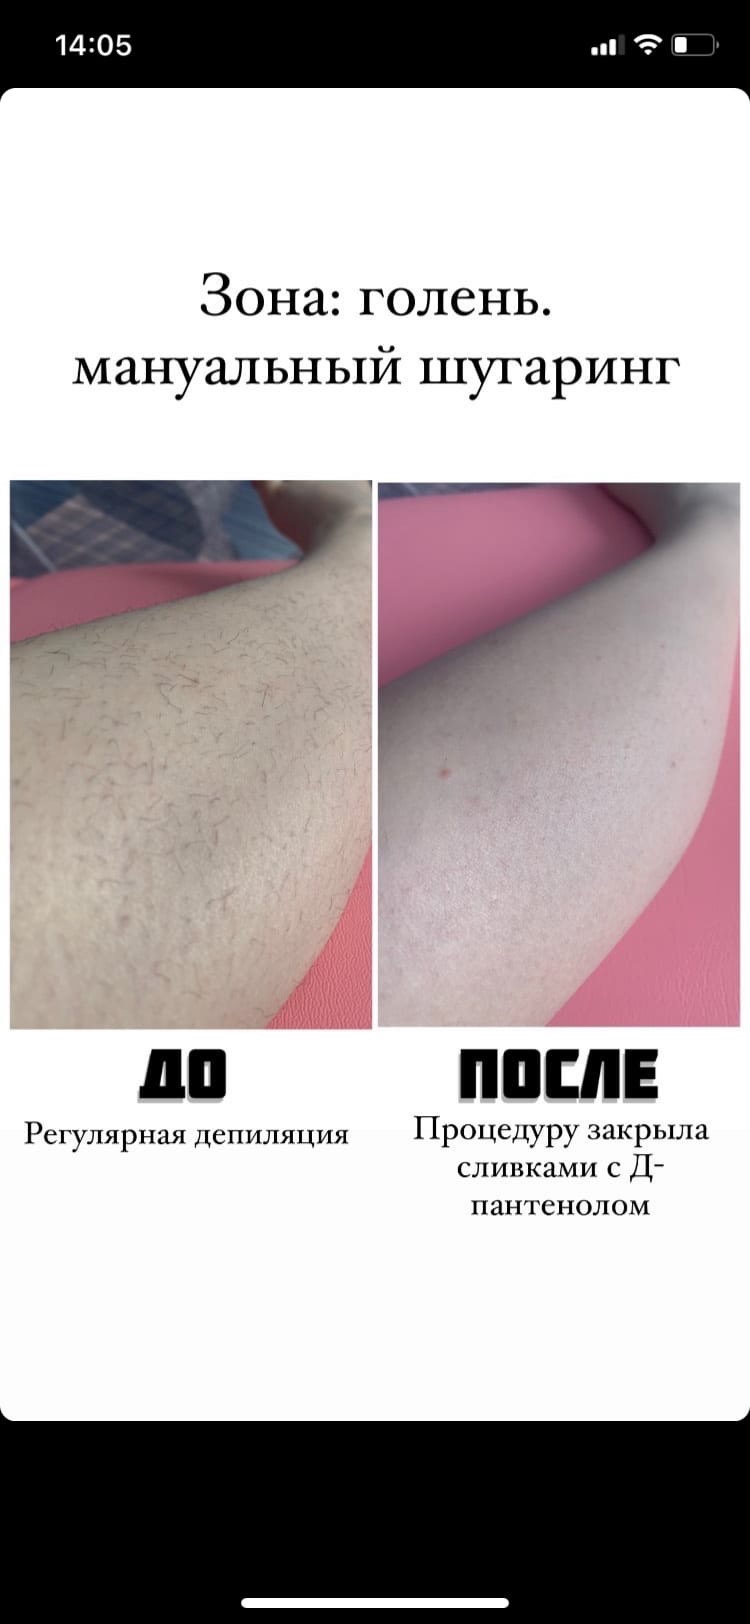 14:05
Зона: голень.
мануальный шугаринг
ДО
ПОСЛЕ
Регулярная депиляция
Процедуру закрыла
сливками с Д-
пантенолом